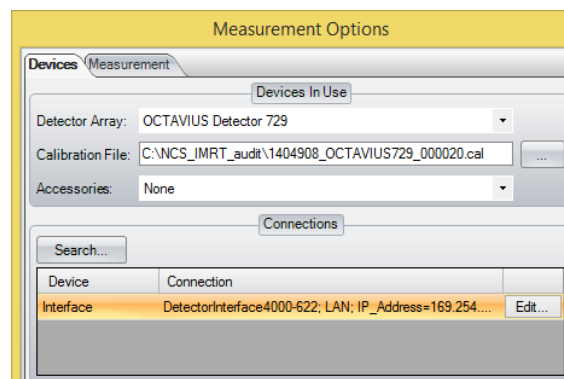 Measurement Options
Devices Measurement
Devices In Use
Detector Array: OCTAVIUS Detector 729
Calibration File: C:\NCS_IMRT_audit\1404908_OCTAVIUS729_000020.cal ...
Accessories: None
Connections
Search...
Device Connection
Interface DetectorInterface4000-622; LAN; IP_Address=169.254.... Edit...